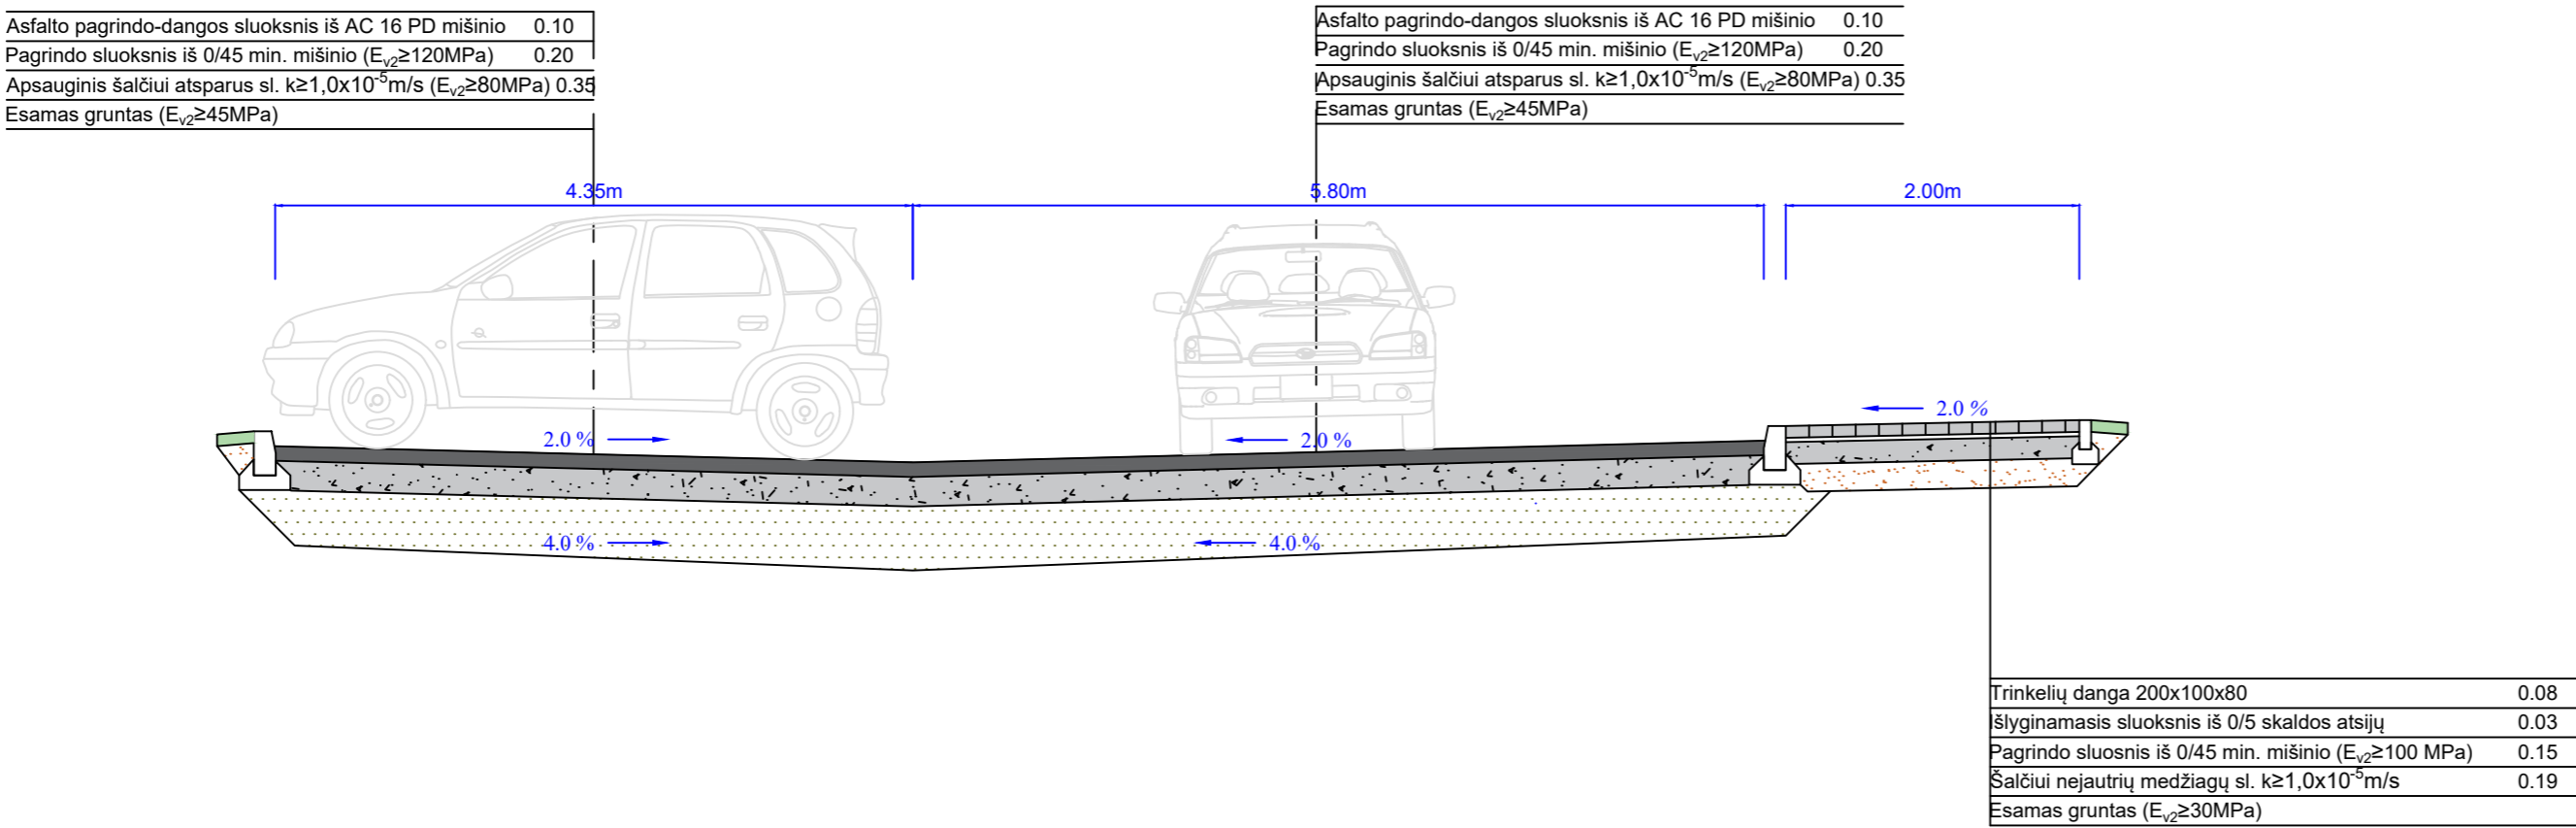 Asfalto pagrindo-dangos sluoksnis iš AC 16 PD mišinio 0.10
Pagrindo sluoksnis iš 0/45 min. mišinio (Ev2≥120MPa) 0.20
Apsauginis šalčiui atsparus sl. k≥1,0x10⁻⁵m/s (Ev2≥80MPa) 0.35
Esamas gruntas (Ev2≥45MPa)
Asfalto pagrindo-dangos sluoksnis iš AC 16 PD mišinio 0.10
Pagrindo sluoksnis iš 0/45 min. mišinio (Ev2≥120MPa) 0.20
Apsauginis šalčiui atsparus sl. k≥1,0x10⁻⁵m/s (Ev2≥80MPa) 0.35
Esamas gruntas (Ev2≥45MPa)
4.35m
5.80m
2.00m
2.0 %
2.0 %
2.0 %
4.0 %
4.0 %
Trinkelių danga 200x100x80 0.08
Išlyginamasis sluoksnis iš 0/5 skaldos atsijų 0.03
Pagrindo sluosnis iš 0/45 min. mišinio (Ev2≥100 MPa) 0.15
Šalčiui nejautrių medžiagų sl. k≥1,0x10⁻⁵m/s 0.19
Esamas gruntas (Ev2≥30MPa)